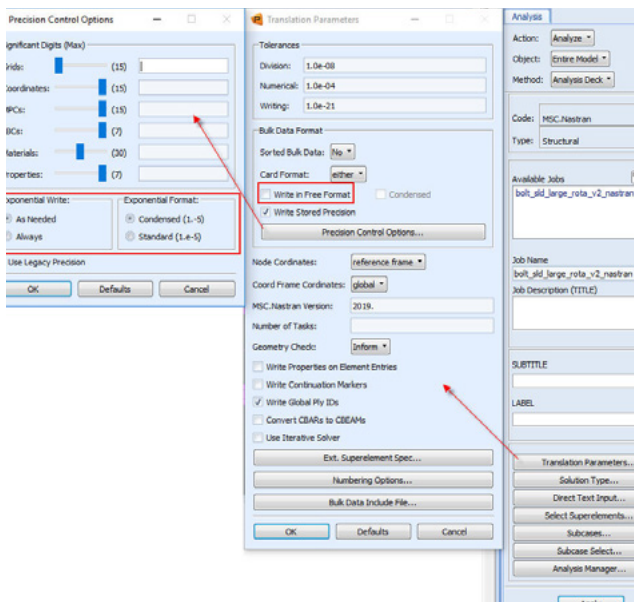 Precision Control Options
ignificant Digits (Max)
Grids: (15)
Coordinates: (15)
MPCs: (15)
BCs: (7)
Materials: (30)
Properties: (7)
Exponential Write:
As Needed
Always
Exponential Format:
Condensed (1.-5)
Standard (1.e-5)
Use Legacy Precision
OK Defaults Cancel
Translation Parameters
Tolerances
Division: 1.0e-08
Numerical: 1.0e-04
Writing: 1.0e-21
Bulk Data Format
Sorted Bulk Data: No
Card Format: either
Write in Free Format Condensed
Write Stored Precision
Precision Control Options...
Node Cordinates: reference frame
Coord Frame Cordinates: global
MSC.Nastran Version: 2019.
Number of Tasks:
Geometry Check: Inform
Write Properties on Element Entries
Write Continuation Markers
Write Global Ply IDs
Convert CBARs to CBEAMs
Use Iterative Solver
Ext. Superelement Spec...
Numbering Options...
Bulk Data Include File...
OK Defaults Cancel
Analysis
Action: Analyze
Object: Entire Model
Method: Analysis Deck
Code: MSC.Nastran
Type: Structural
Available Jobs
bolt_sld_large_rota_v2_nastran
Job Name
bolt_sld_large_rota_v2_nastran
Job Description (TITLE)
SUBTITLE
LABEL
Translation Parameters...
Solution Type...
Direct Text Input...
Select Superelements...
Subcases...
Subcase Select...
Analysis Manager...